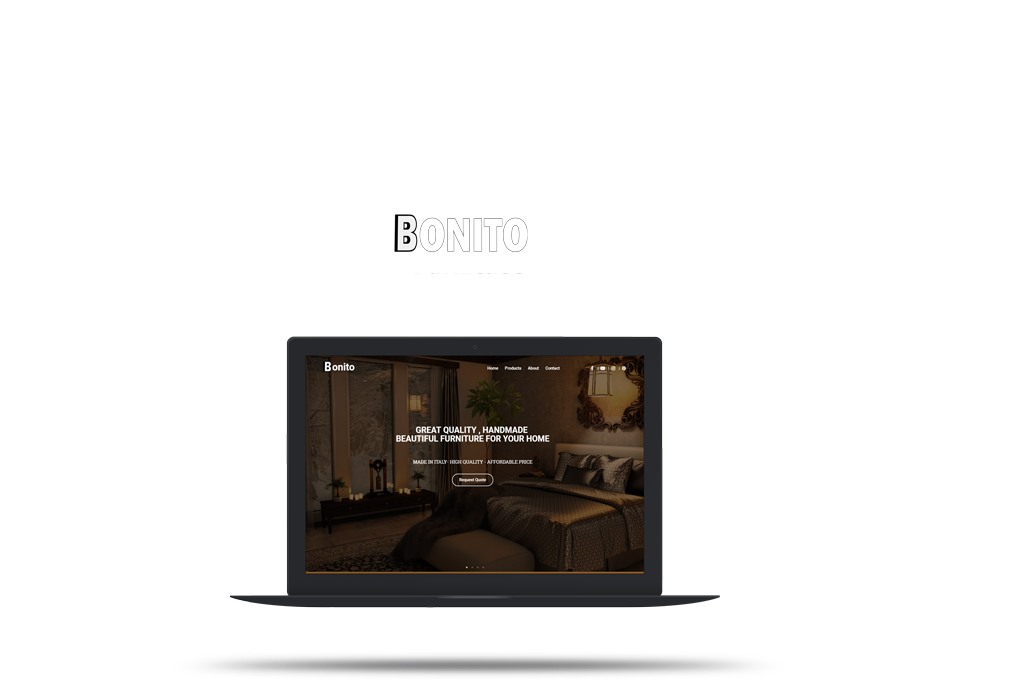 BONITO
Bonito
Home Products About Contact
GREAT QUALITY , HANDMADE
BEAUTIFUL FURNITURE FOR YOUR HOME
MADE IN ITALY- HIGH QUALITY - AFFORDABLE PRICE
Request Quote